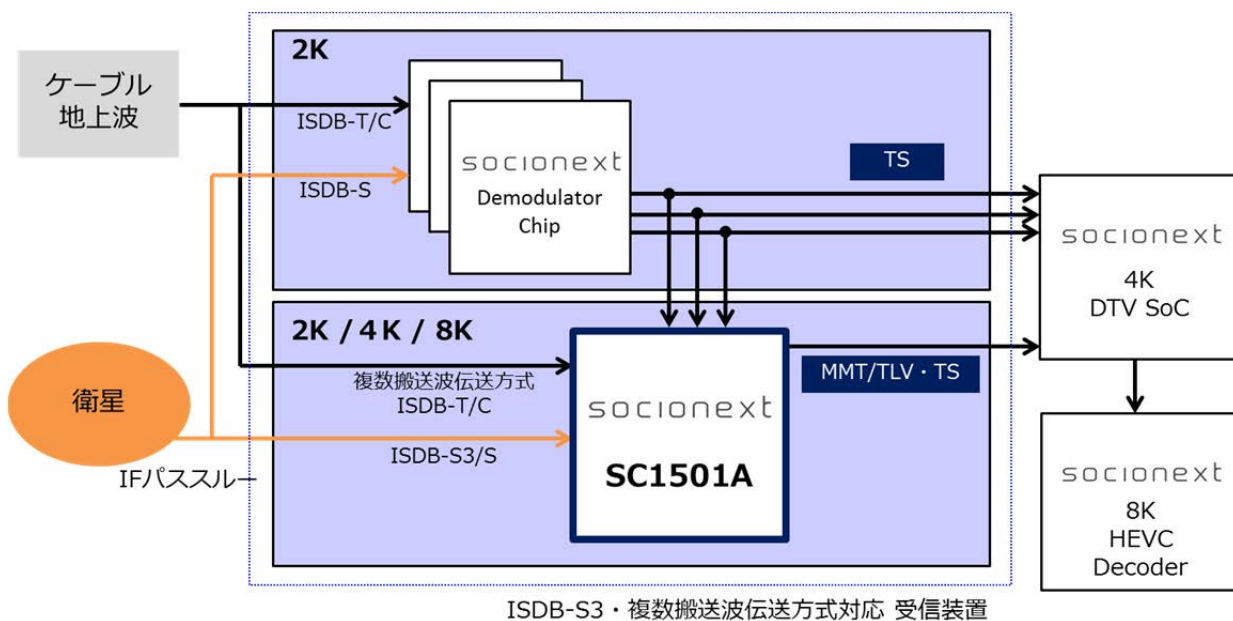 ケーブル
地上波
2K
ISDB-T/C
ISDB-S
socionext
Demodulator
Chip
TS
socionext
4K
DTV SoC
2K / 4K / 8K
複数搬送波伝送方式
ISDB-T/C
ISDB-S3/S
socionext
SC1501A
MMT/TLV・TS
衛星
IFパススルー
socionext
8K
HEVC
Decoder
ISDB-S3・複数搬送波伝送方式対応 受信装置